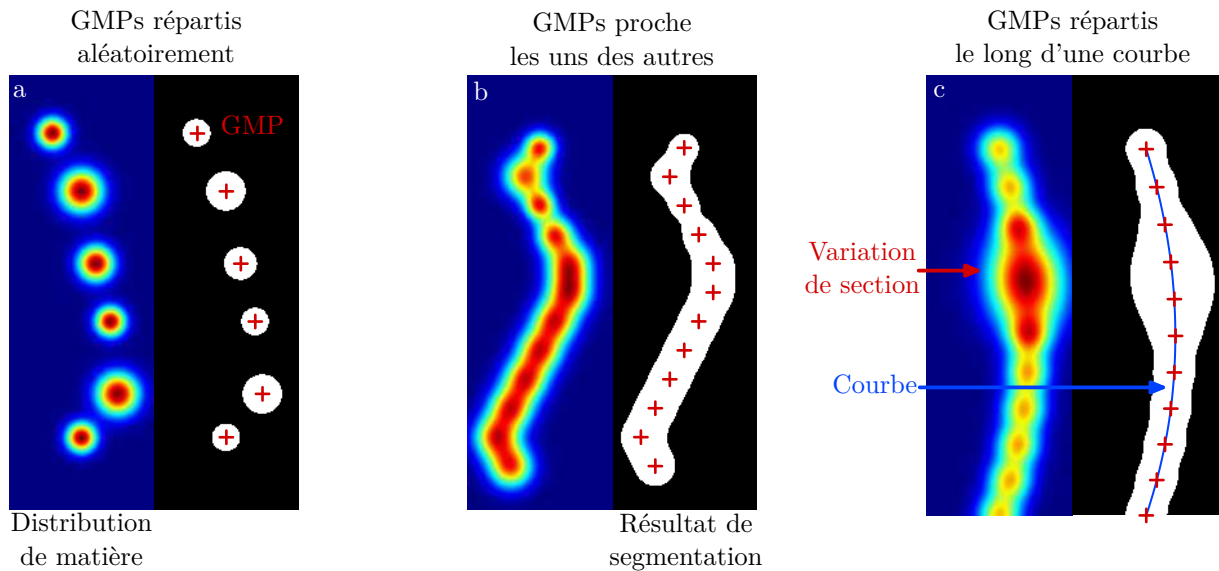 GMPs répartis
aléatoirement
a
GMP
Distribution
de matière
GMPs proche
les uns des autres
b
Résultat de
segmentation
GMPs répartis
le long d'une courbe
c
Variation
de section
Courbe